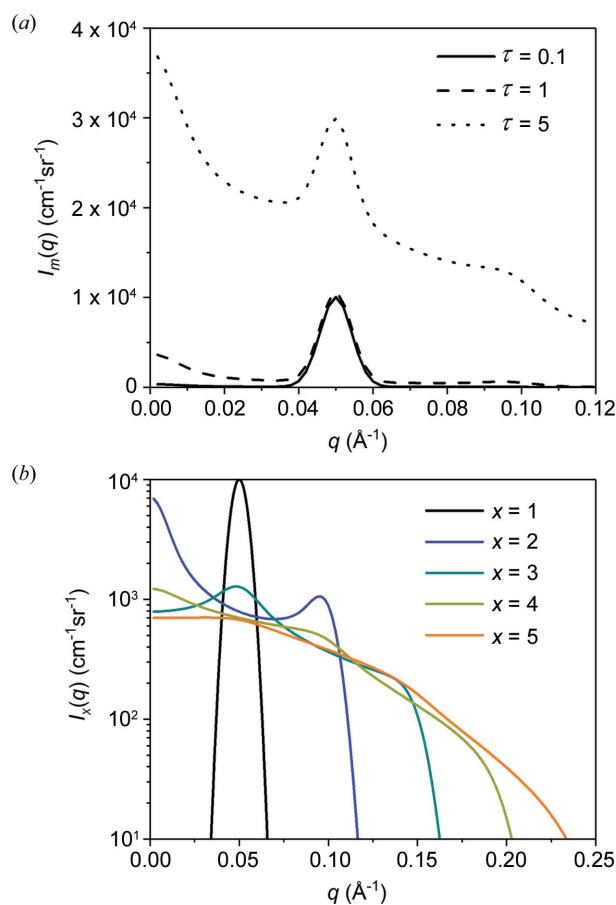 (a)
4 x 10⁴
3 x 10⁴
2 x 10⁴
1 x 10⁴
0
I_m(q) (cm⁻¹sr⁻¹)
τ = 0.1
τ = 1
τ = 5
0.00 0.02 0.04 0.06 0.08 0.10 0.12
q (Å⁻¹)
(b)
10⁴
10³
10²
10¹
I_x(q) (cm⁻¹sr⁻¹)
x = 1
x = 2
x = 3
x = 4
x = 5
0.00 0.05 0.10 0.15 0.20 0.25
q (Å⁻¹)